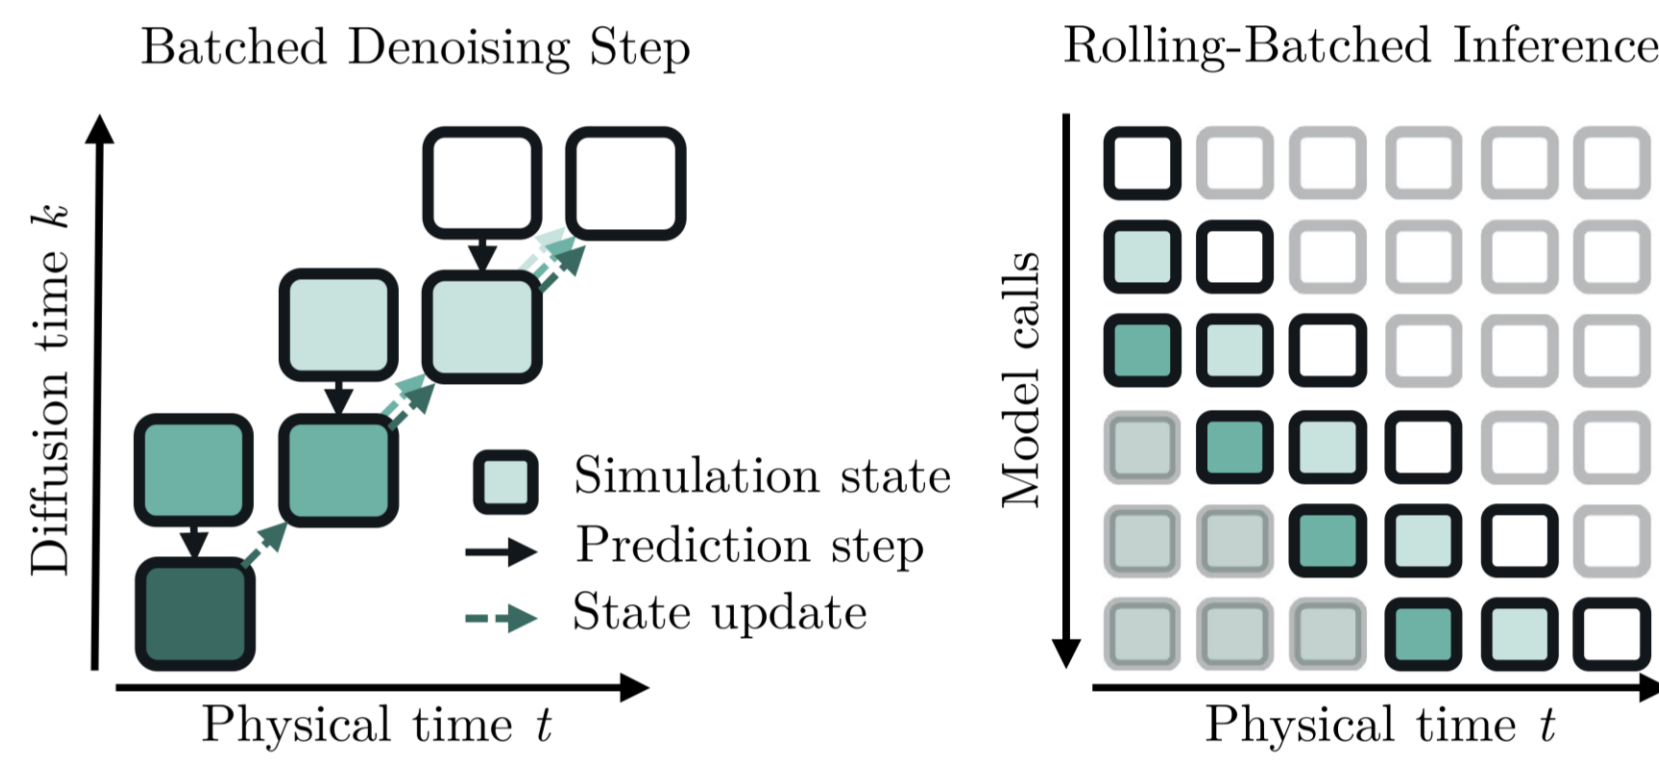 Batched Denoising Step
Diffusion time k
Simulation state
Prediction step
State update
Physical time t
Rolling-Batched Inference
Model calls
Physical time t